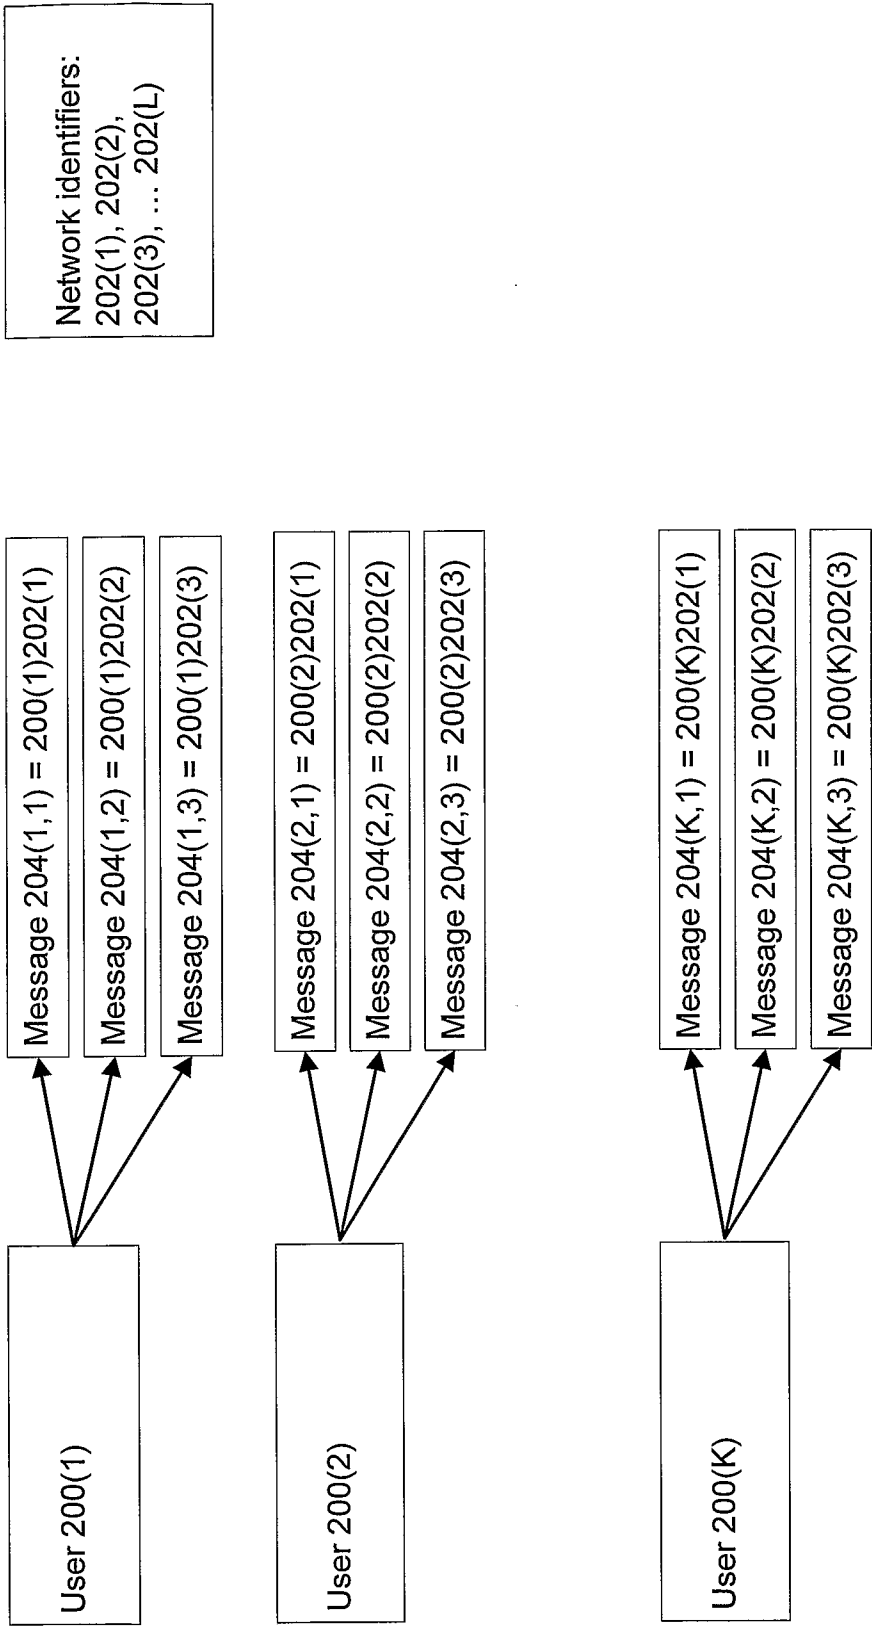 User 200(1)
Message 204(1,1) = 200(1)202(1)
Message 204(1,2) = 200(1)202(2)
Message 204(1,3) = 200(1)202(3)
Network identifiers:
202(1), 202(2),
202(3), ... 202(L)
User 200(2)
Message 204(2,1) = 200(2)202(1)
Message 204(2,2) = 200(2)202(2)
Message 204(2,3) = 200(2)202(3)
User 200(K)
Message 204(K,1) = 200(K)202(1)
Message 204(K,2) = 200(K)202(2)
Message 204(K,3) = 200(K)202(3)